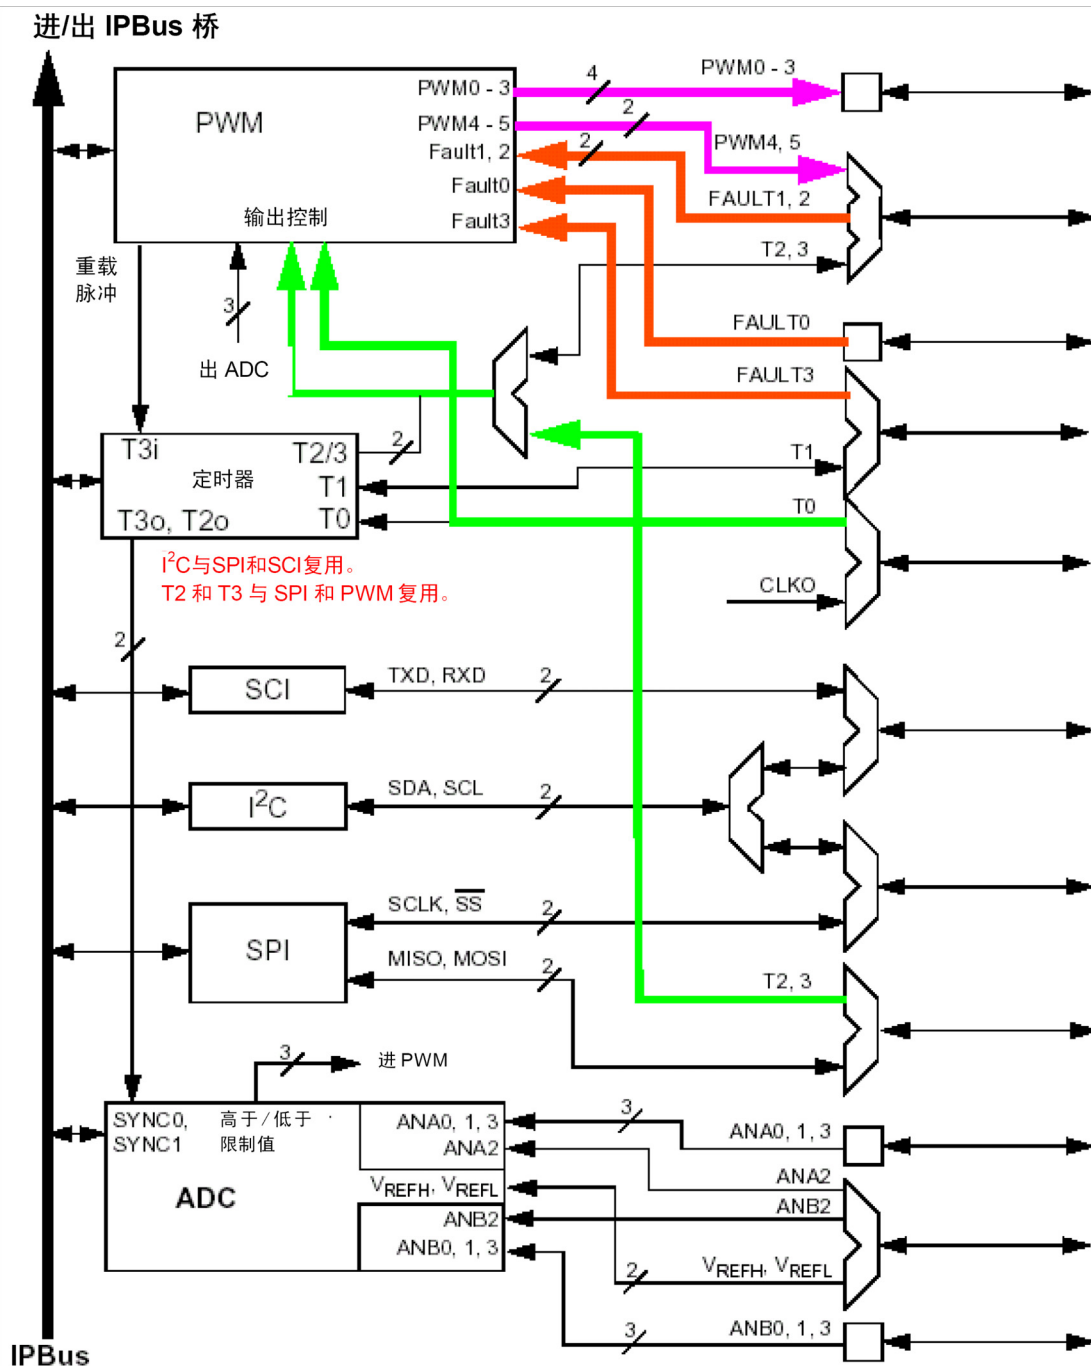 进/出 IPBus 桥
PWM
PWM0 - 3
4
PWM0 - 3
PWM4 - 5
2
PWM4, 5
Fault1, 2
2
FAULT1, 2
Fault0
Fault3
T2, 3
输出控制
重载
脉冲
3
出 ADC
FAULT0
FAULT3
T3i
T2/3
2
定时器
T1
T1
T3o, T2o
T0
T0
CLKO
I²C与SPI和SCI复用。
T2 和 T3 与 SPI 和 PWM 复用。
2
SCI
TXD, RXD
2
I²C
SDA, SCL
2
SPI
SCLK, S̅S̅
2
MISO, MOSI
2
T2, 3
3
进 PWM
SYNC0,
SYNC1
高于/低于
限制值
ADC
ANA0, 1, 3
3
ANA0, 1, 3
ANA2
ANA2
VREFH, VREFL
ANB2
ANB2
ANB0, 1, 3
2
VREFH, VREFL
3
ANB0, 1, 3
IPBus